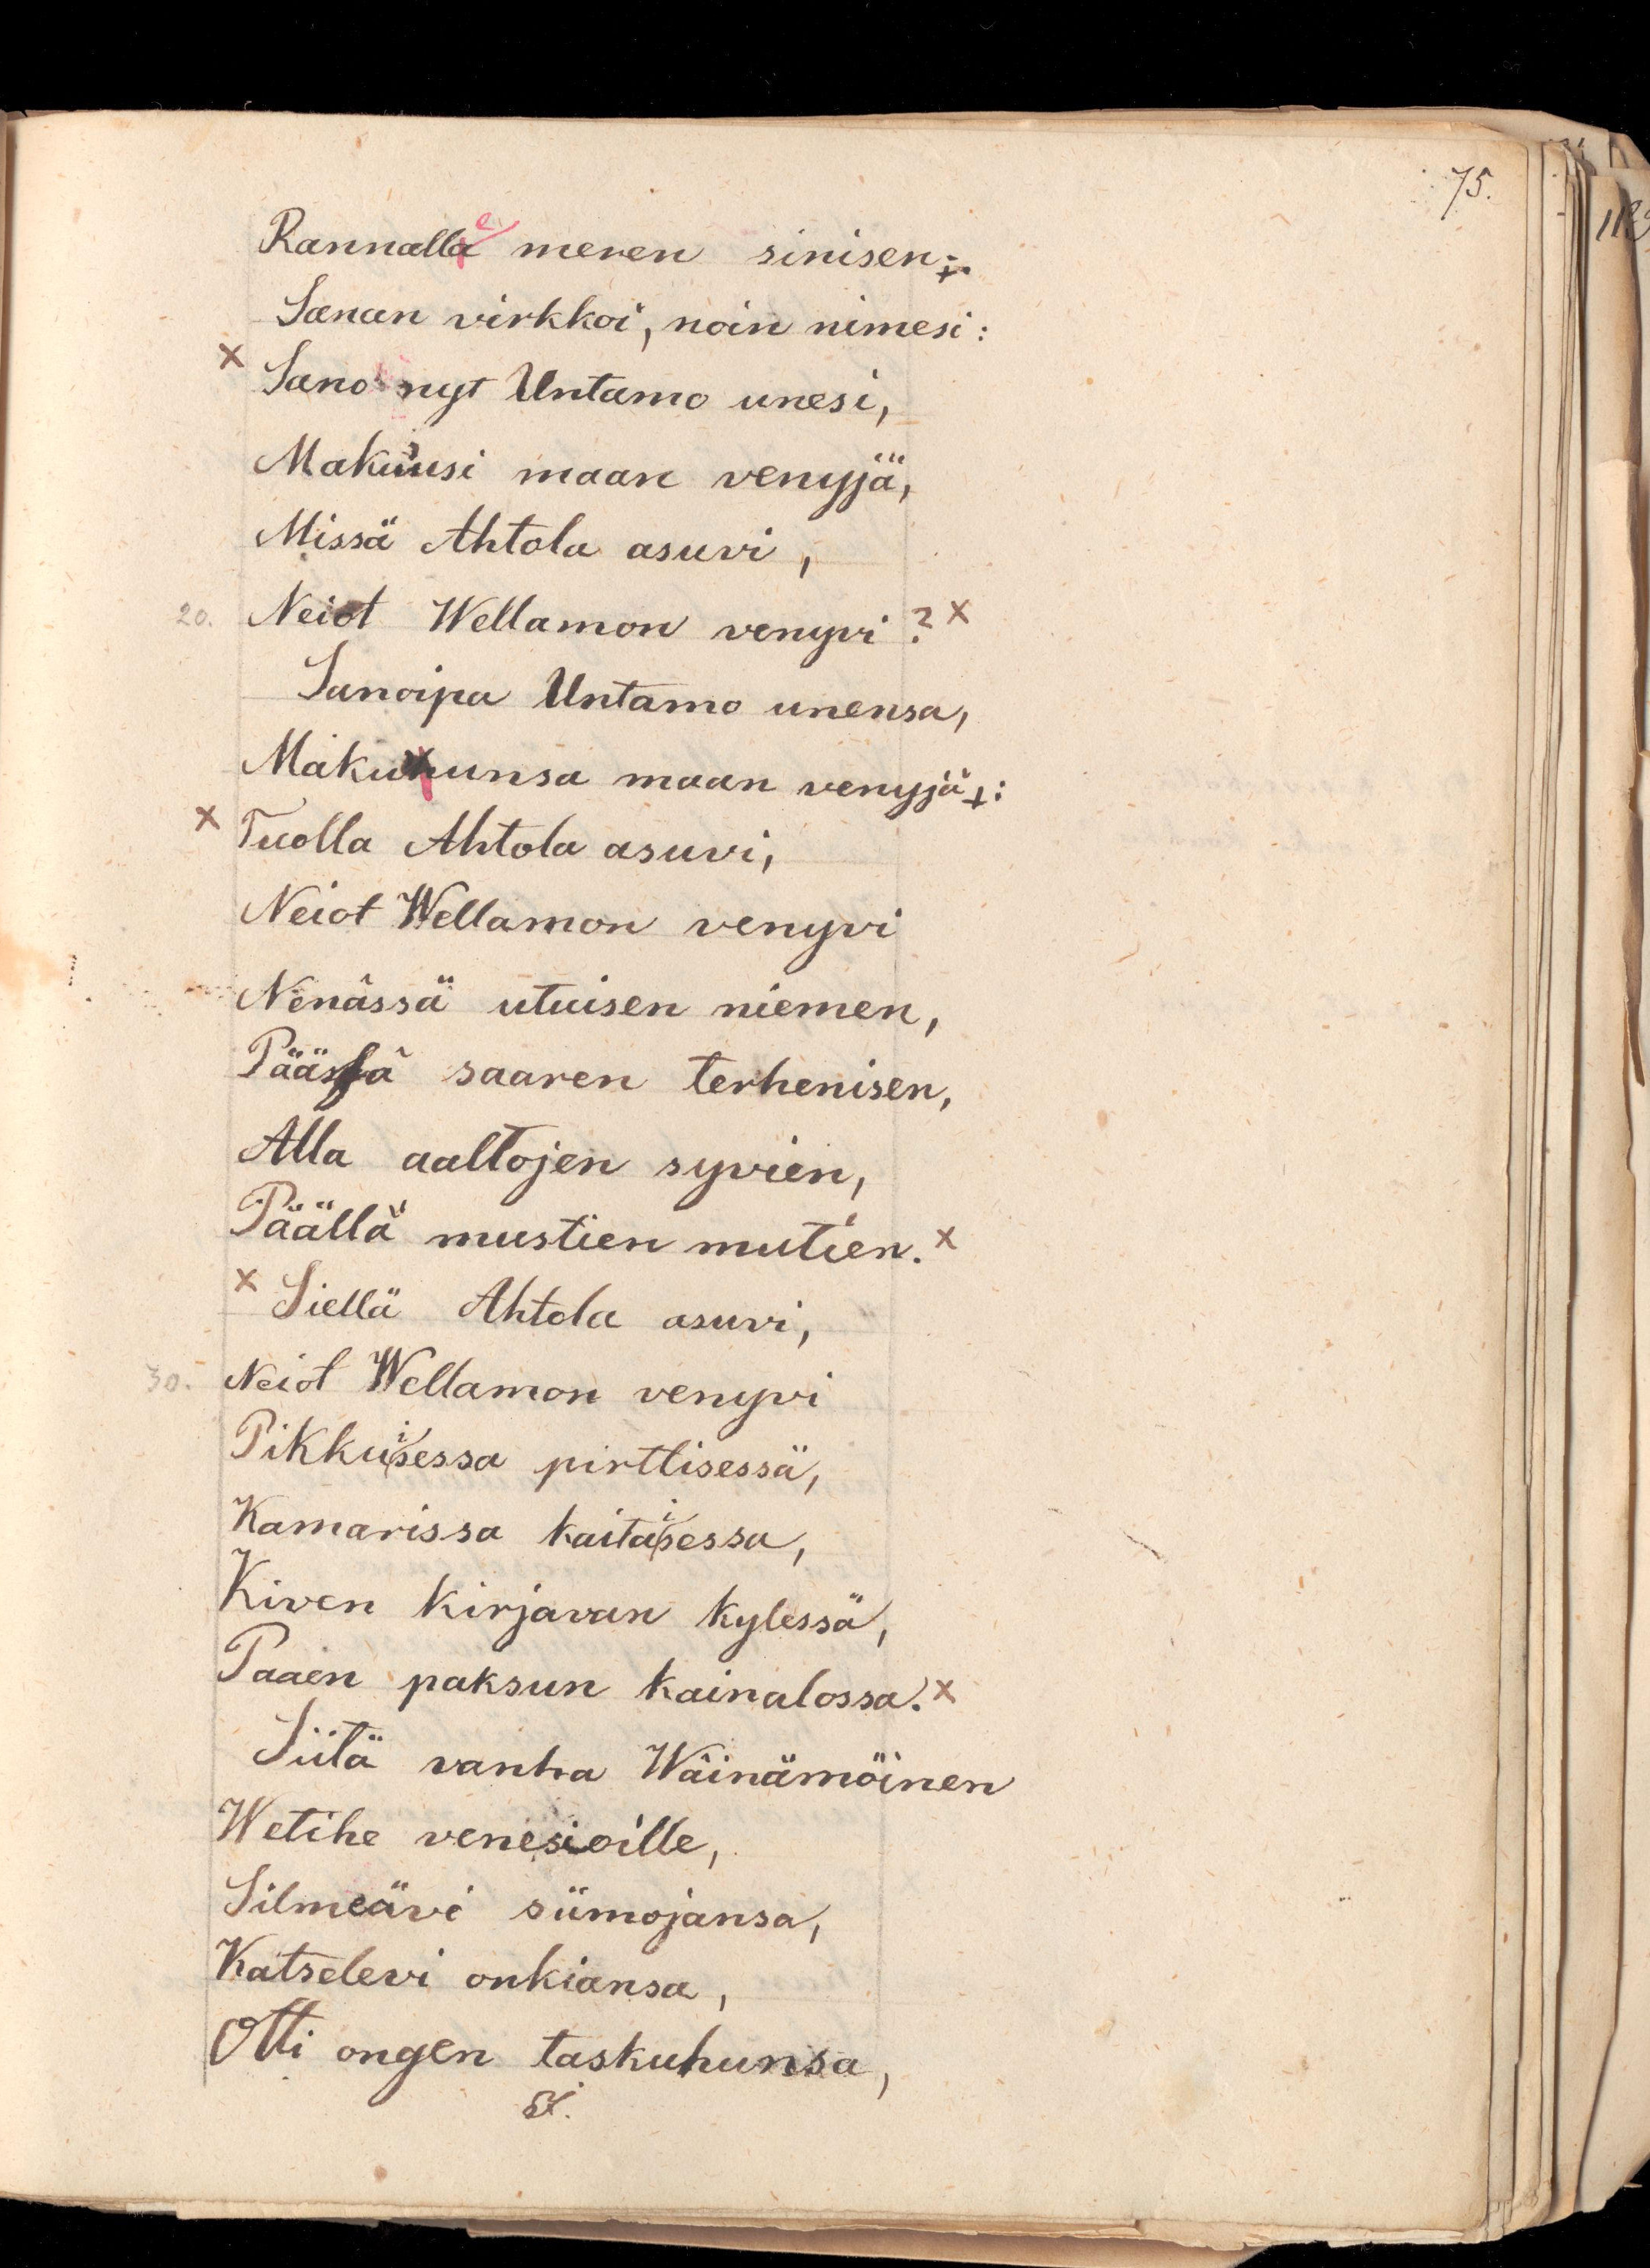 75.
Rannalle meren sinisen.
Sanan virkkoi, noin nimesi:
x Sano nyt Untamo unesi,
Makuusi maan venyjä,
Missä Ahtola asuvi,
20. Neiot Wellamon venyvi? x
Sanoipa Untamo unensa,
Makuunsa maan venyjä:
x Tuolla Ahtola asuvi,
Neiot Wellamon venyvi
Nenässä utuisen niemen,
Päässä saaren terhenisen,
Alla aaltojen syvien,
Päällä mustien mutien. x
x Siellä Ahtola asuvi,
30. Neiot Wellamon venyvi
Pikkuisessa pirttisessä,
Kamarissa kaitaisessa,
Kiven kirjavan kylessä,
Paaen paksun kainalossa. x
Siitä vanha Wäinämöinen
Wetihe venesioille,
Silmeävi siimojansa,
Katselevi onkiansa,
Otti ongen taskuhunsa,